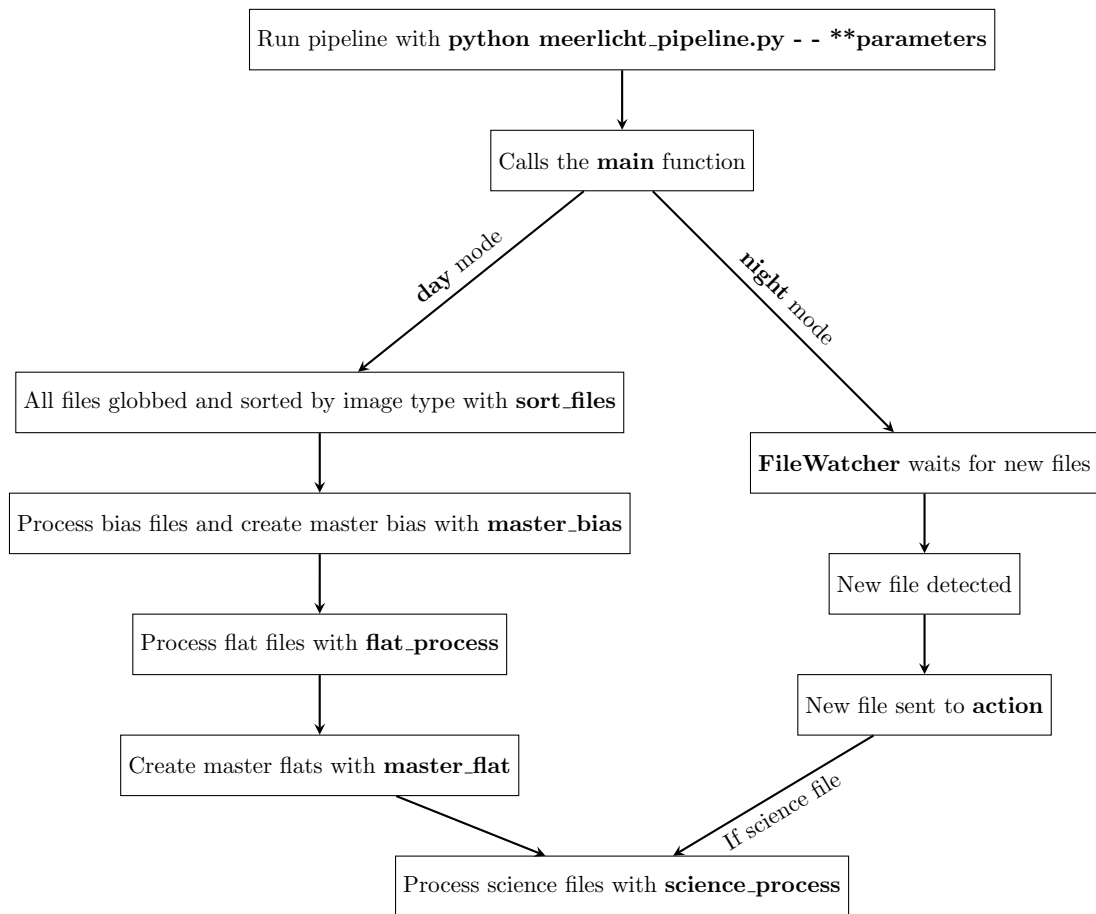 Run pipeline with python meerlicht_pipeline.py - - **parameters
Calls the main function
day mode
night mode
All files globbed and sorted by image type with sort_files
FileWatcher waits for new files
Process bias files and create master bias with master_bias
New file detected
Process flat files with flat_process
New file sent to action
Create master flats with master_flat
If science file
Process science files with science_process